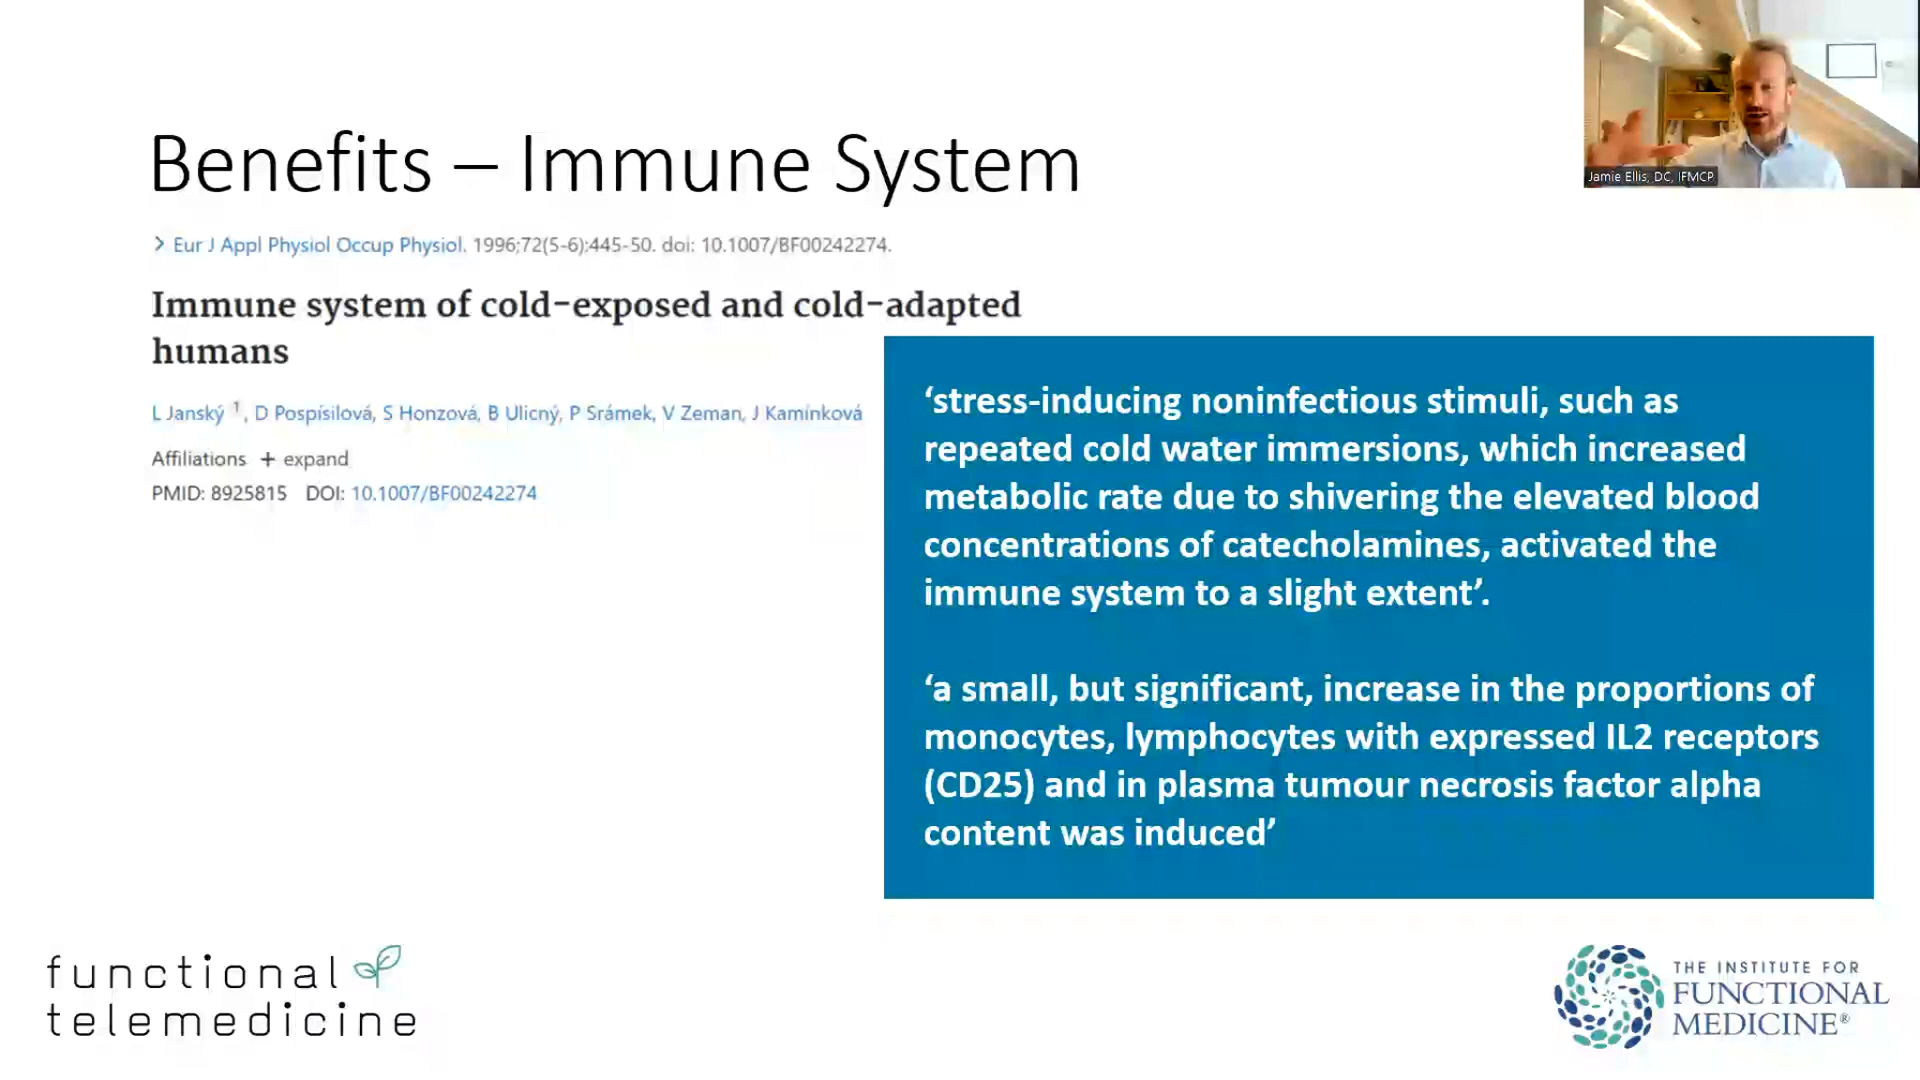 Benefits – Immune System
Jamie Ellis, DC, IFMCP
> Eur J Appl Physiol Occup Physiol. 1996;72(5-6):445-50. doi: 10.1007/BF00242274.
Immune system of cold-exposed and cold-adapted
humans
L Janský 1, D Pospísilová, S Honzová, B Ulicný, P Srámek, V Zeman, J Kamínková
Affiliations + expand
PMID: 8925815 DOI: 10.1007/BF00242274
‘stress-inducing noninfectious stimuli, such as
repeated cold water immersions, which increased
metabolic rate due to shivering the elevated blood
concentrations of catecholamines, activated the
immune system to a slight extent’.
‘a small, but significant, increase in the proportions of
monocytes, lymphocytes with expressed IL2 receptors
(CD25) and in plasma tumour necrosis factor alpha
content was induced’
functional
telemedicine
THE INSTITUTE FOR
FUNCTIONAL
MEDICINE®